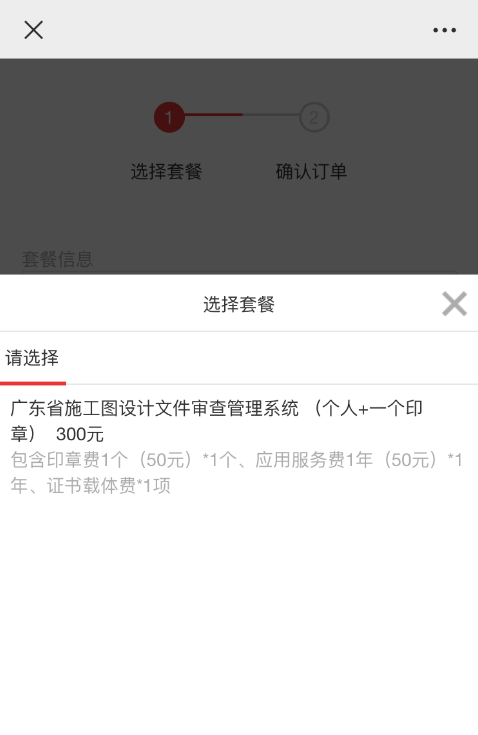 1
2
选择套餐
确认订单
套餐信息
选择套餐
请选择
广东省施工图设计文件审查管理系统 （个人+一个印
章） 300元
包含印章费1个（50元）*1个、应用服务费1年（50元）*1
年、证书载体费*1项